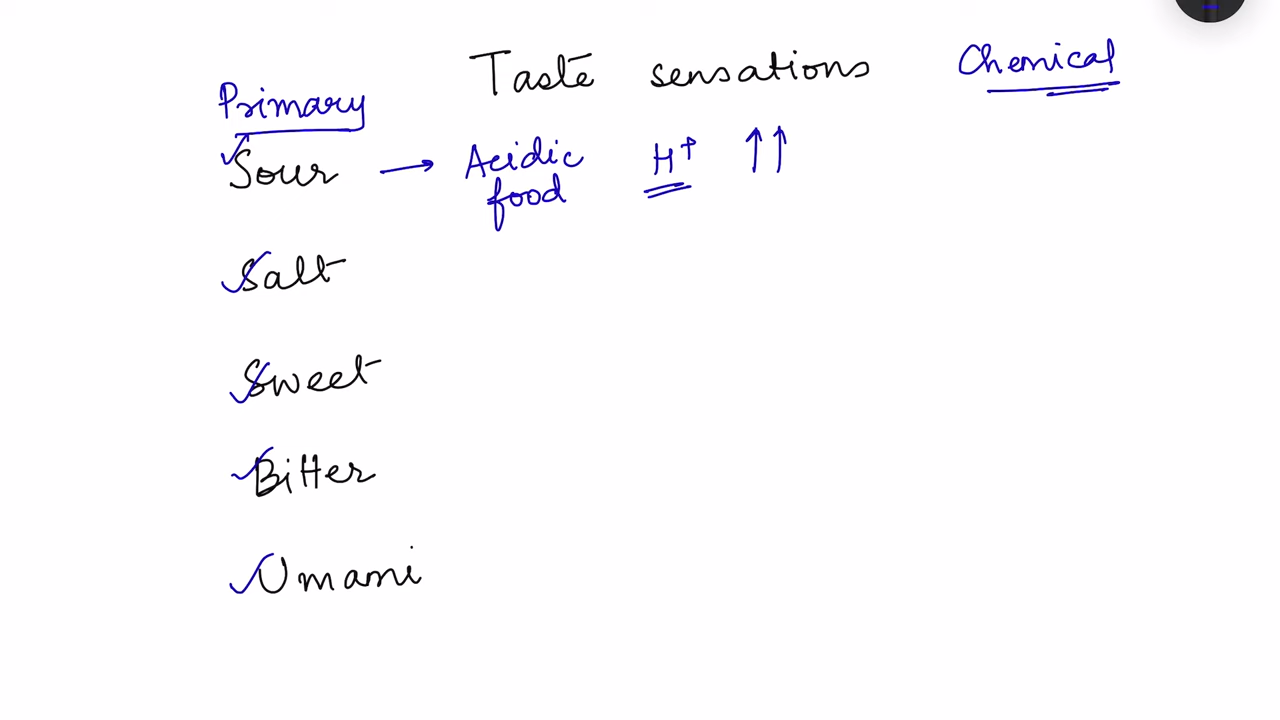 Taste sensations Chemical
Primary
Sour → Acidic H⁺ ↑↑
food
Salt
Sweet
Bitter
Umami